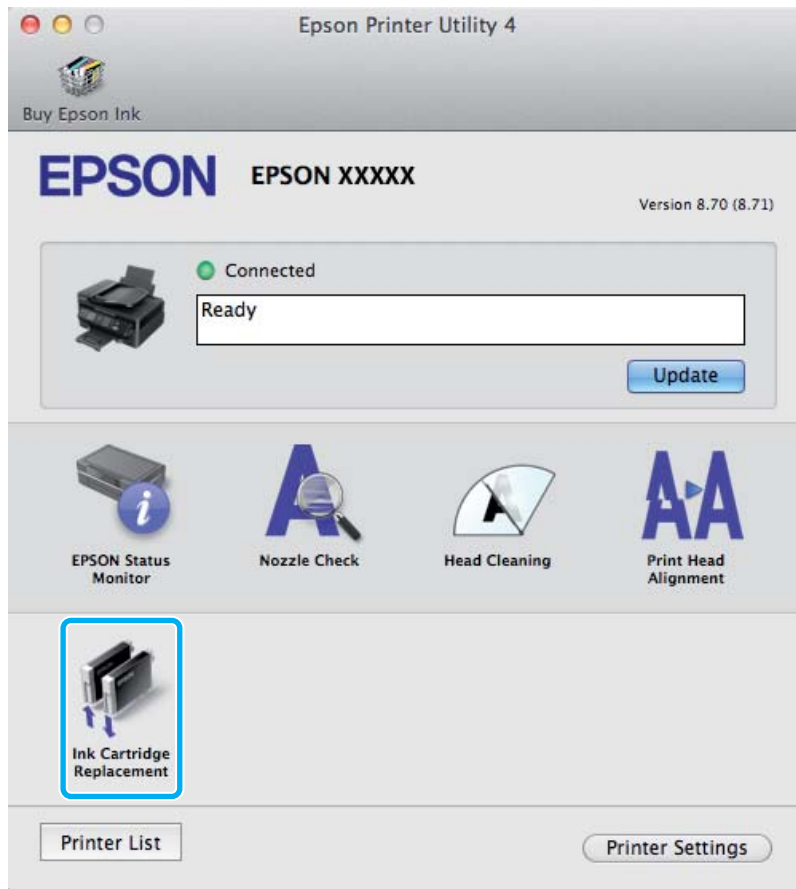 Epson Printer Utility 4
Buy Epson Ink
EPSON
EPSON XXXXX
Version 8.70 (8.71)
Connected
Ready
Update
EPSON Status
Monitor
Nozzle Check
Head Cleaning
Print Head
Alignment
Ink Cartridge
Replacement
Printer List
Printer Settings